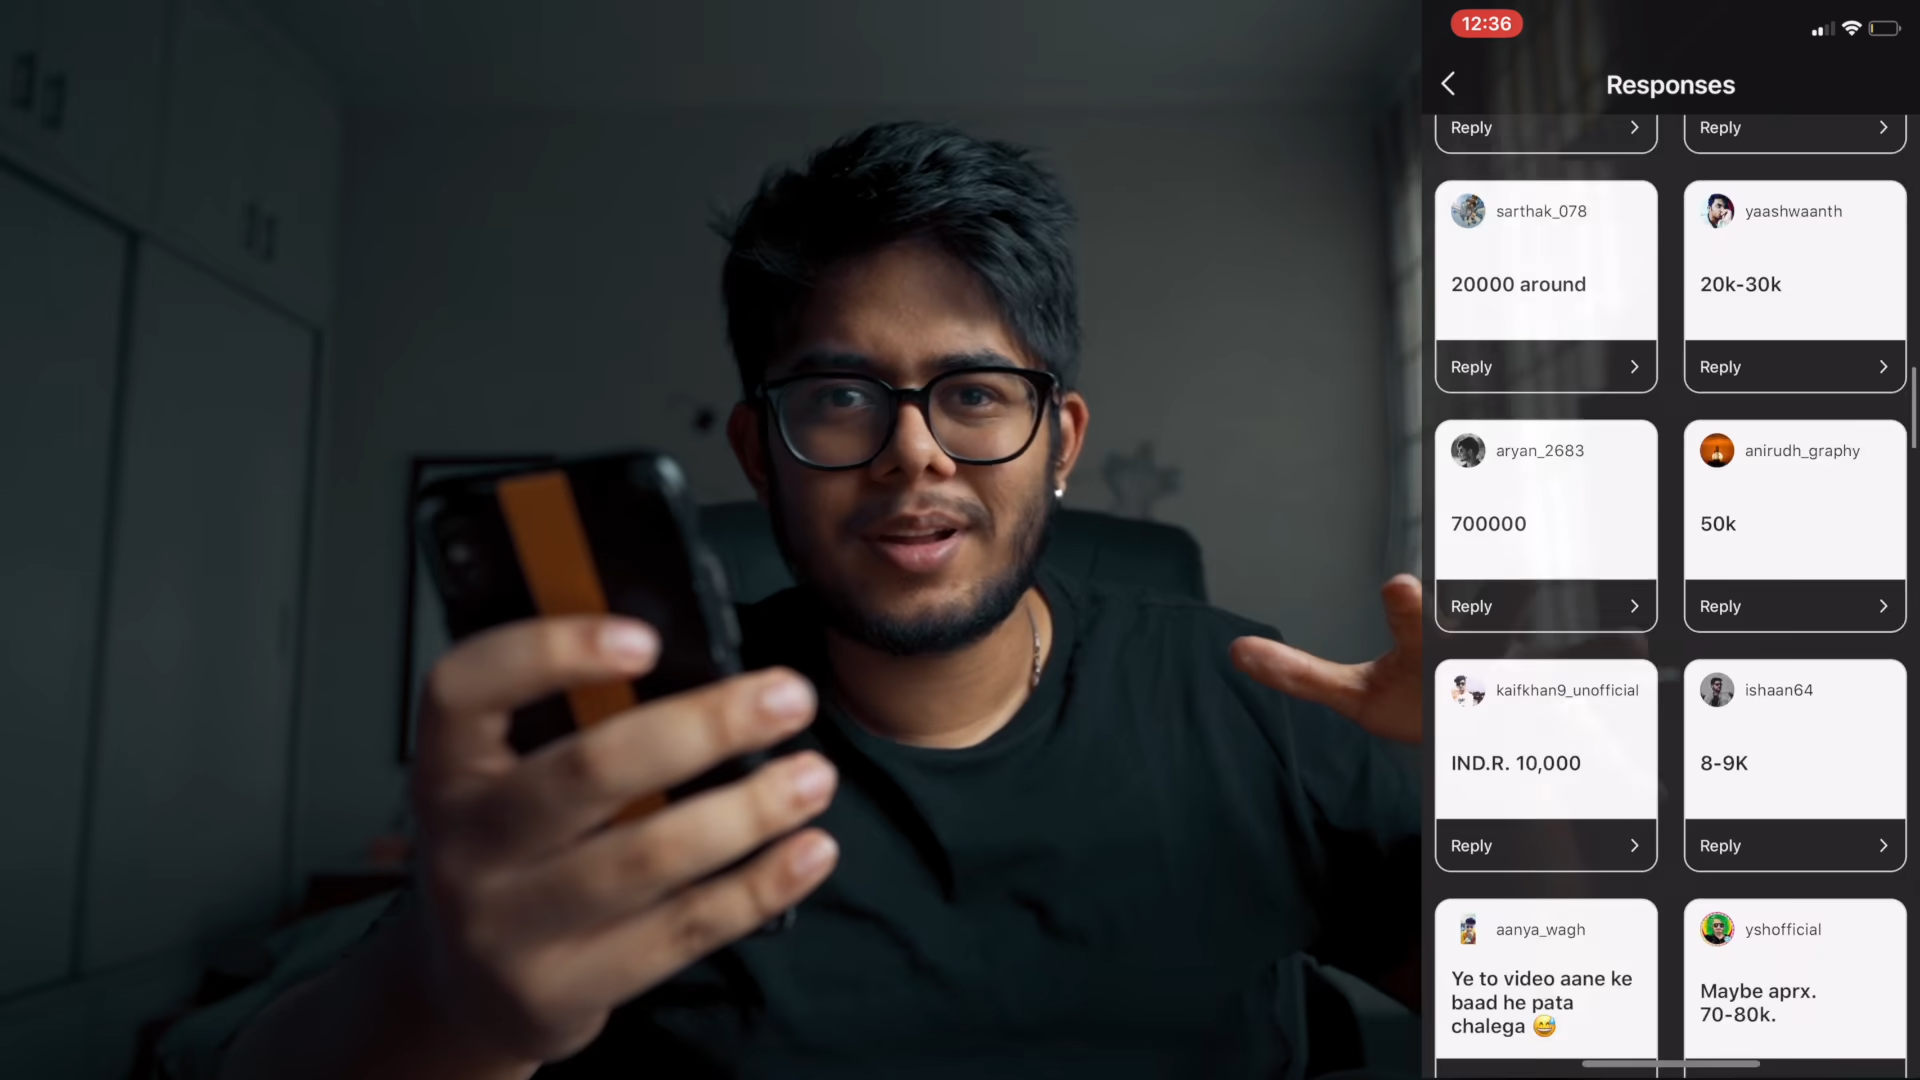 12:36
Responses
Reply
Reply
sarthak_078
yaashwaanth
20000 around
20k-30k
Reply
Reply
aryan_2683
anirudh_graphy
700000
50k
Reply
Reply
kaifkhan9_unofficial
ishaan64
IND.R. 10,000
8-9K
Reply
Reply
aanya_wagh
yshofficial
Ye to video aane ke
baad he pata
chalega 😅
Maybe aprx.
70-80k.